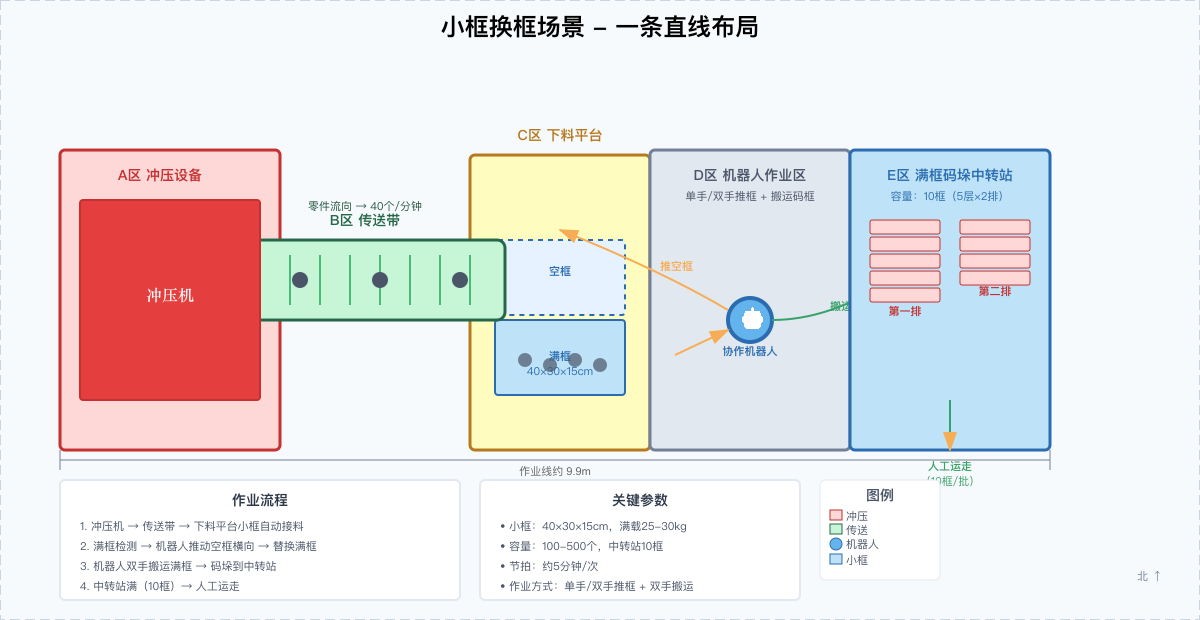 小框换框场景 – 一条直线布局
C区 下料平台
A区 冲压设备
D区 机器人作业区
E区 满框码垛中转站
单手/双手推框 + 搬运码框
容量: 10框（5层×2排）
零件流向 → 40个/分钟
B区 传送带
冲压机
空框
推空框
搬运
第二排
第一排
协作机器人
满框
40×30×15cm
作业线约 9.9m
人工运走
(10框/批)
作业流程
1. 冲压机 → 传送带 → 下料平台小框自动接料
2. 满框检测 → 机器人推动空框横向 → 替换满框
3. 机器人双手搬运满框 → 码垛到中转站
4. 中转站满（10框）→ 人工运走
关键参数
• 小框: 40×30×15cm, 满载25–30kg
• 容量: 100–500个, 中转站10框
• 节拍: 约5分钟/次
• 作业方式: 单手/双手推框 + 双手搬运
图例
冲压
传送
机器人
小框
北 ↑